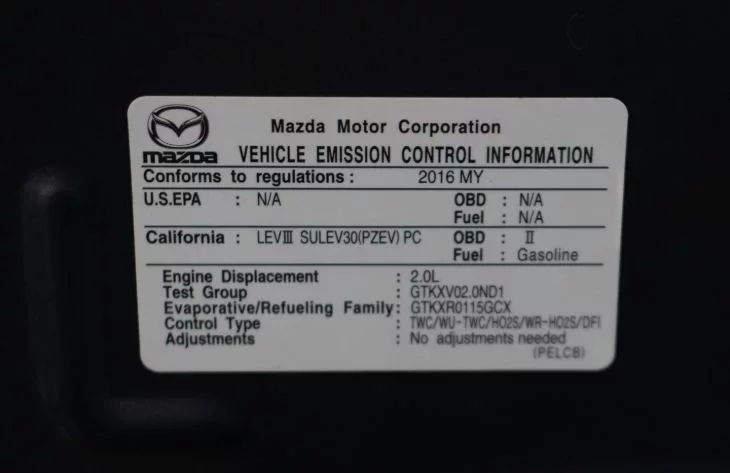 Mazda Motor Corporation
mazda VEHICLE EMISSION CONTROL INFORMATION
Conforms to regulations : 2016 MY
U.S.EPA : N/A OBD : N/A
Fuel : N/A
California : LEVⅢ SULEV30(PZEV) PC OBD : Ⅱ
Fuel : Gasoline
Engine Displacement : 2.0L
Test Group : GTKXV02.0ND1
Evaporative/Refueling Family: GTKXR0115GCX
Control Type : TWC/WU-TWC/HO2S/WR-HO2S/DFI
Adjustments : No adjustments needed
(PELCB)